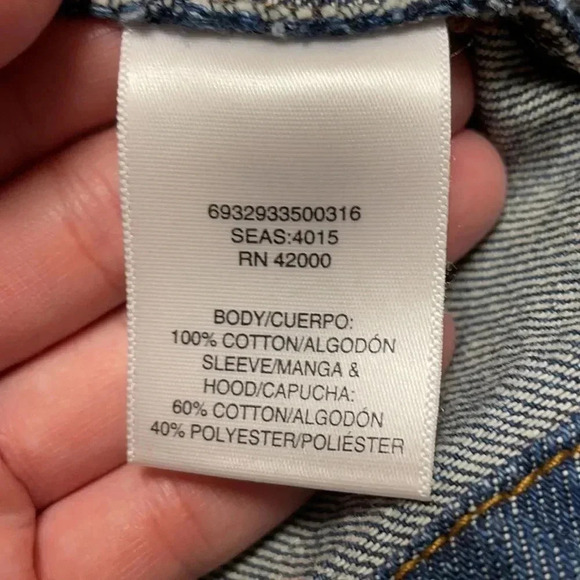 6932933500316
SEAS:4015
RN 42000
BODY/CUERPO:
100% COTTON/ALGODÓN
SLEEVE/MANGA &
HOOD/CAPUCHA:
60% COTTON/ALGODÓN
40% POLYESTER/POLIÉSTER